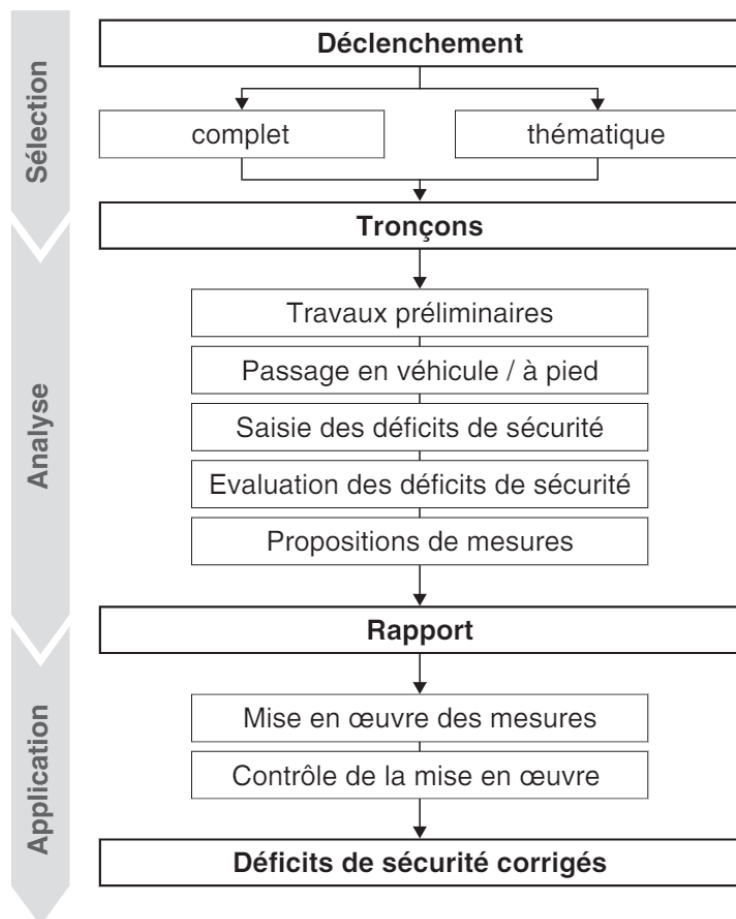 Sélection
Déclenchement
complet
thématique
Tronçons
Analyse
Travaux préliminaires
Passage en véhicule / à pied
Saisie des déficits de sécurité
Evaluation des déficits de sécurité
Propositions de mesures
Rapport
Application
Mise en œuvre des mesures
Contrôle de la mise en œuvre
Déficits de sécurité corrigés